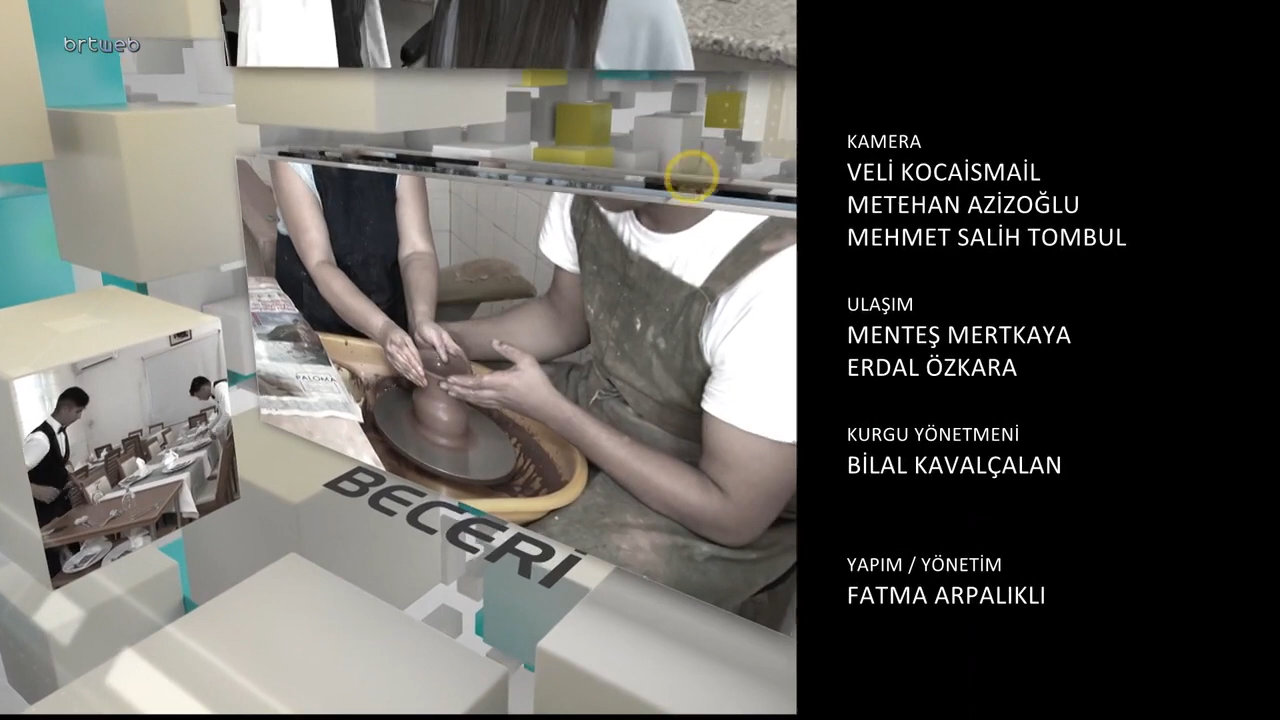 brtweb
PALOMA
BECERİ
KAMERA
VELİ KOCAİSMAİL
METEHAN AZİZOĞLU
MEHMET SALİH TOMBUL
ULAŞIM
MENTEŞ MERTKAYA
ERDAL ÖZKARA
KURGU YÖNETMENİ
BİLAL KAVALÇALAN
YAPIM / YÖNETİM
FATMA ARPALIKLI